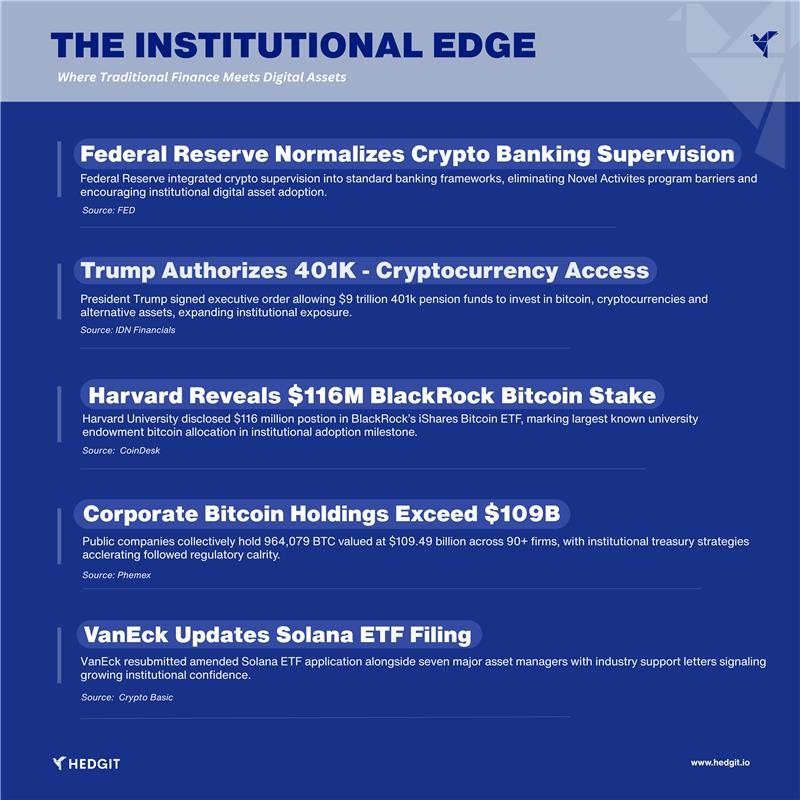 THE INSTITUTIONAL EDGE
Where Traditional Finance Meets Digital Assets
Federal Reserve Normalizes Crypto Banking Supervision
Federal Reserve integrated crypto supervision into standard banking frameworks, eliminating Novel Activites program barriers and
encouraging institutional digital asset adoption.
Source: FED
Trump Authorizes 401K - Cryptocurrency Access
President Trump signed executive order allowing $9 trillion 401k pension funds to invest in bitcoin, cryptocurrencies and
alternative assets, expanding institutional exposure.
Source: IDN Financials
Harvard Reveals $116M BlackRock Bitcoin Stake
Harvard University disclosed $116 million postion in BlackRock's iShares Bitcoin ETF, marking largest known university
endowment bitcoin allocation in institutional adoption milestone.
Source: CoinDesk
Corporate Bitcoin Holdings Exceed $109B
Public companies collectively hold 964,079 BTC valued at $109.49 billion across 90+ firms, with institutional treasury strategies
acclerating followed regulatory calrity.
Source: Phemex
VanEck Updates Solana ETF Filing
VanEck resubmitted amended Solana ETF application alongside seven major asset managers with industry support letters signaling
growing institutional confidence.
Source: Crypto Basic
HEDGIT
www.hedgit.io